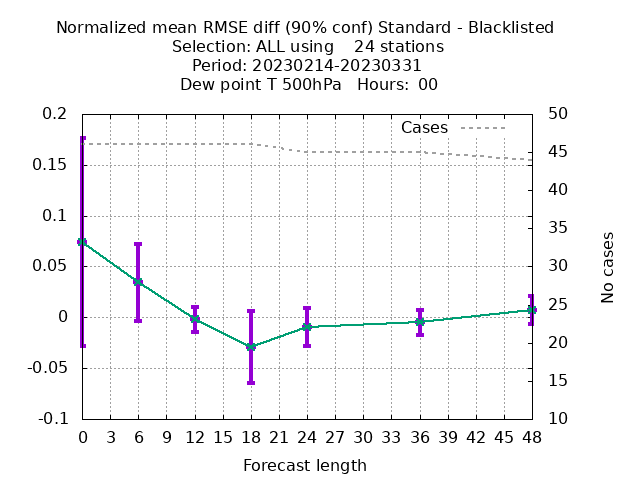 Normalized mean RMSE diff (90% conf) Standard - Blacklisted
Selection: ALL using    24 stations
Period: 20230214-20230331
Dew point T 500hPa   Hours:  00
Cases
0.2
0.15
0.1
0.05
0
-0.05
-0.1
50
45
40
35
30
25
20
15
10
No cases
0 3 6 9 12 15 18 21 24 27 30 33 36 39 42 45 48
Forecast length